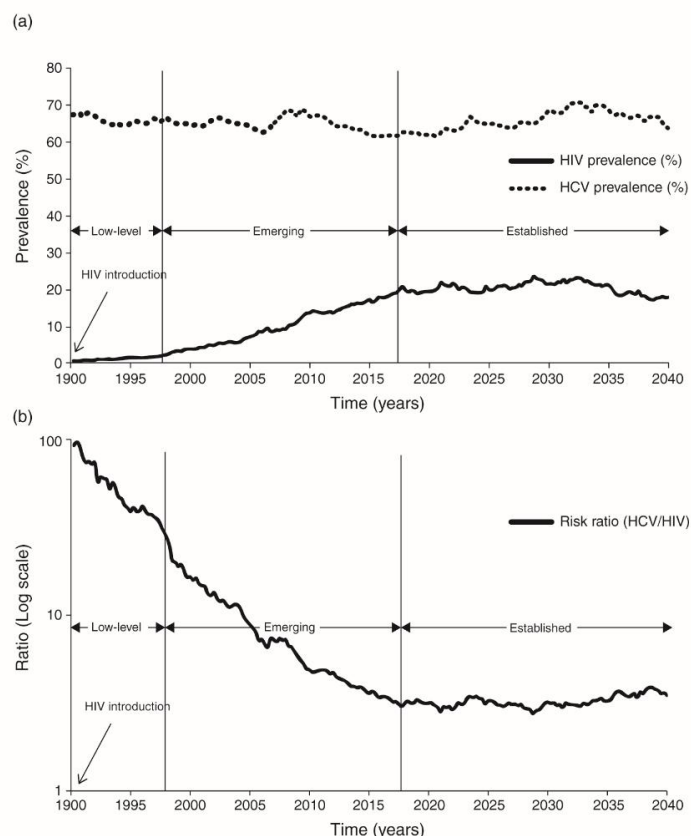 (a)
80
70
60
50
40
30
20
10
0
Prevalence (%)
HIV prevalence (%)
HCV prevalence (%)
Low-level
Emerging
Established
HIV introduction
1900 1995 2000 2005 2010 2015 2020 2025 2030 2035 2040
Time (years)
(b)
100
10
1
Ratio (Log scale)
Risk ratio (HCV/HIV)
Low-level
Emerging
Established
HIV introduction
1900 1995 2000 2005 2010 2015 2020 2025 2030 2035 2040
Time (years)